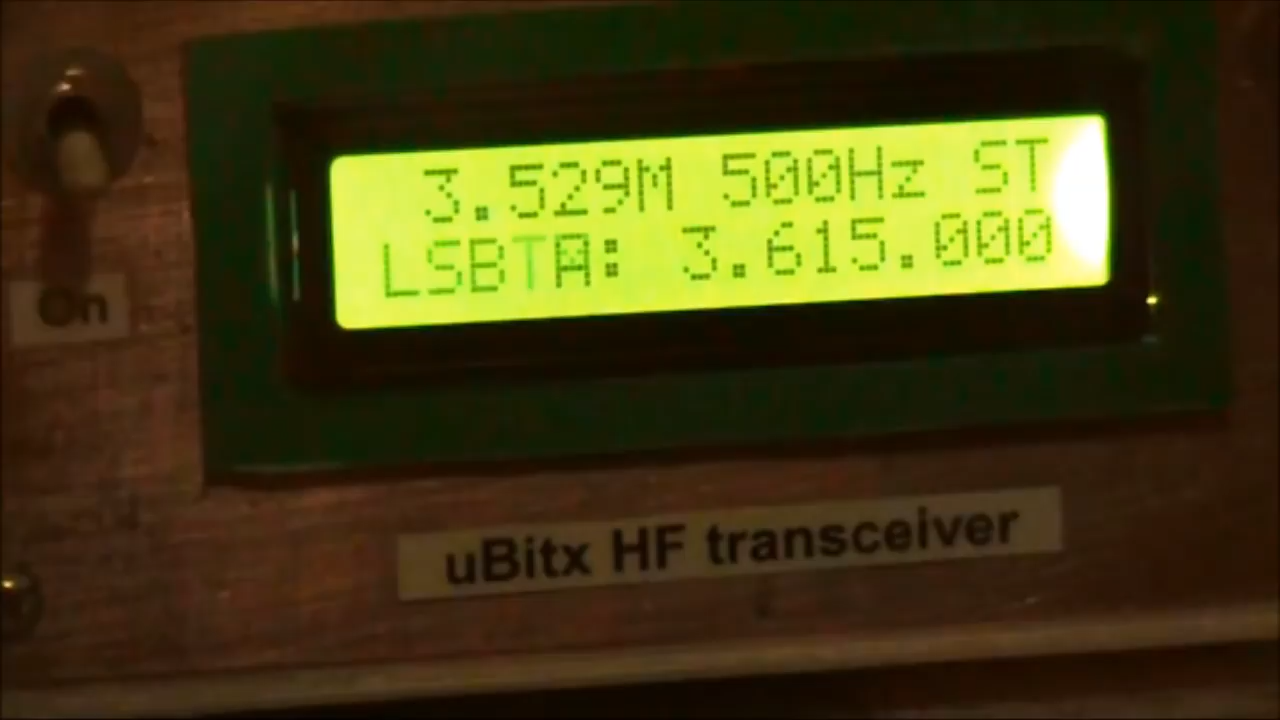 3.529M 500Hz ST
LSBTA: 3.615.000
On
uBitx HF transceiver